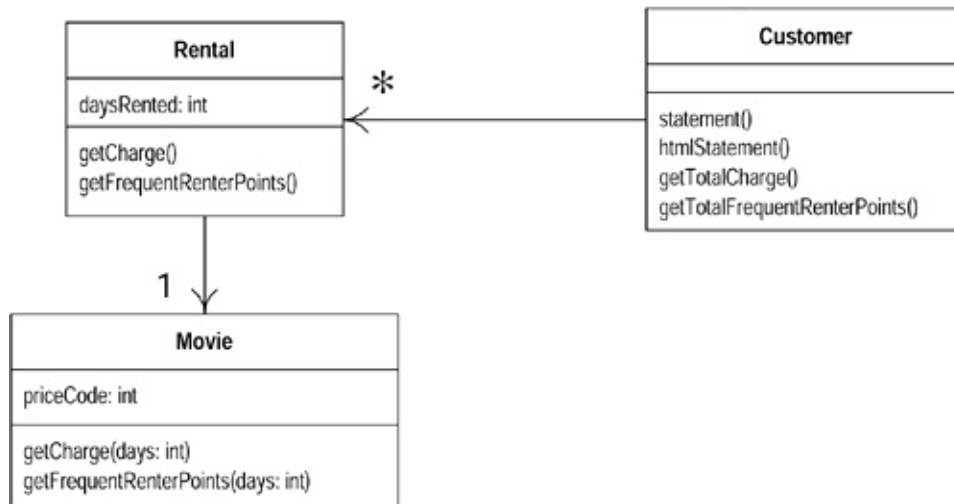 Rental
daysRented: int
getCharge()
getFrequentRenterPoints()
Customer
statement()
htmlStatement()
getTotalCharge()
getTotalFrequentRenterPoints()
*
1
Movie
priceCode: int
getCharge(days: int)
getFrequentRenterPoints(days: int)